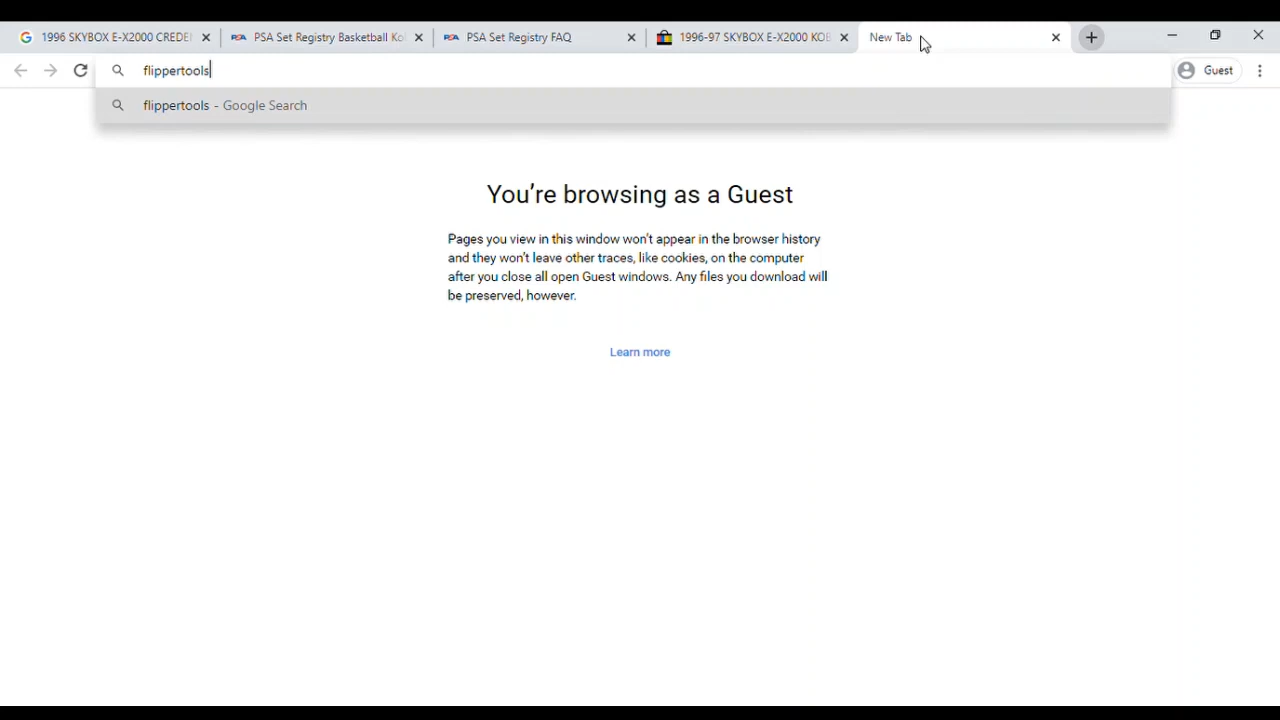 1996 SKYBOX E-X2000 CREDE
PSA Set Registry Basketball Ko
PSA Set Registry FAQ
1996-97 SKYBOX E-X2000 KOB
New Tab
flippertools
Guest
flippertools - Google Search
You're browsing as a Guest
Pages you view in this window won't appear in the browser history
and they won't leave other traces, like cookies, on the computer
after you close all open Guest windows. Any files you download will
be preserved, however.
Learn more